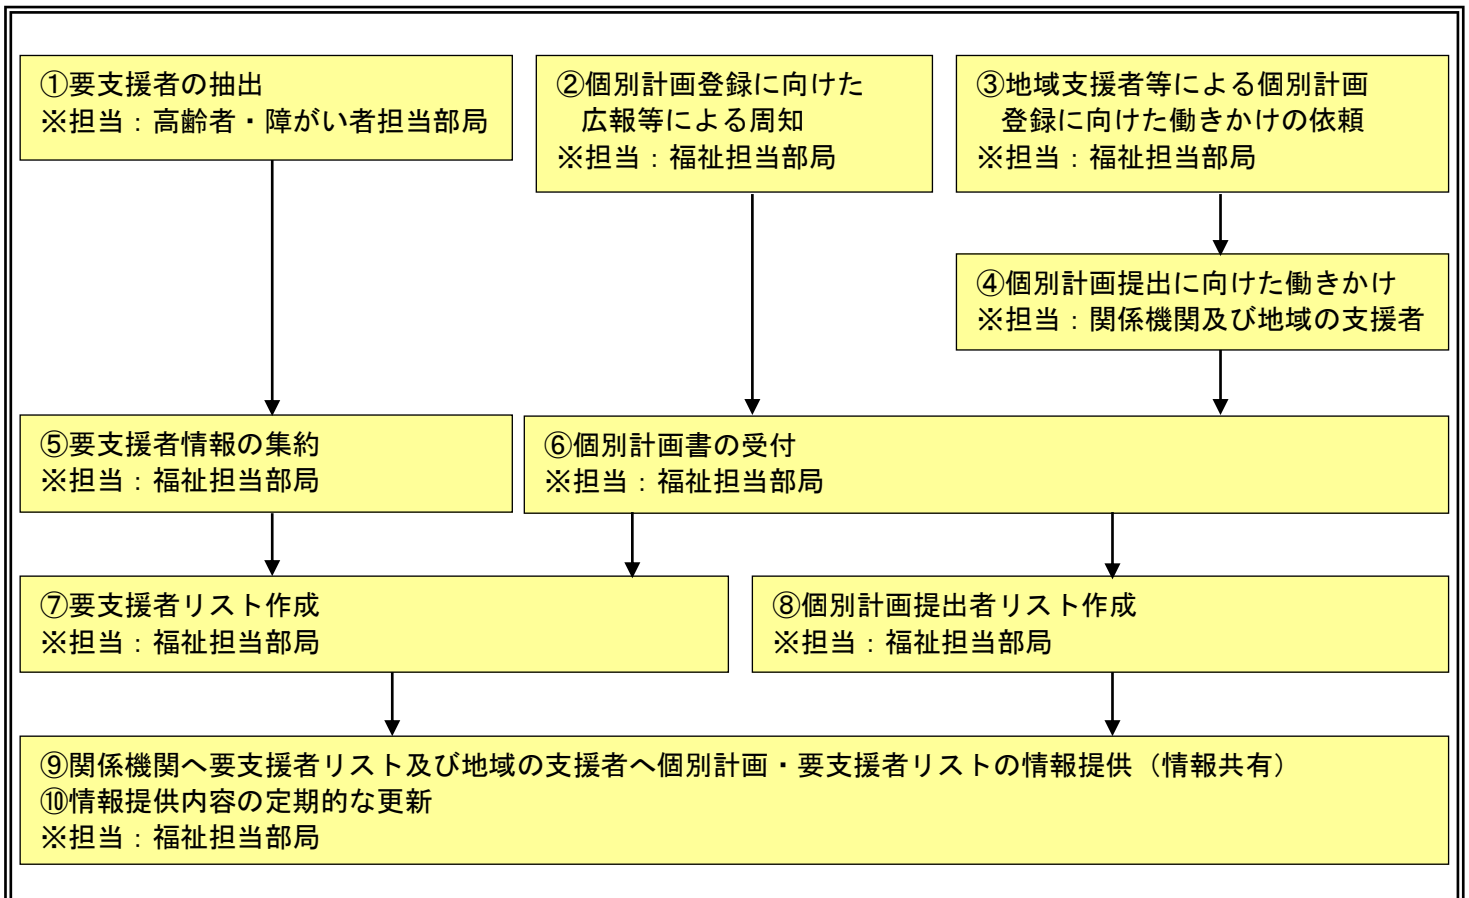 ①要支援者の抽出
※担当：高齢者・障がい者担当部局
②個別計画登録に向けた
広報等による周知
※担当：福祉担当部局
③地域支援者等による個別計画
登録に向けた働きかけの依頼
※担当：福祉担当部局
④個別計画提出に向けた働きかけ
※担当：関係機関及び地域の支援者
⑤要支援者情報の集約
※担当：福祉担当部局
⑥個別計画書の受付
※担当：福祉担当部局
⑦要支援者リスト作成
※担当：福祉担当部局
⑧個別計画提出者リスト作成
※担当：福祉担当部局
⑨関係機関へ要支援者リスト及び地域の支援者へ個別計画・要支援者リストの情報提供（情報共有）
⑩情報提供内容の定期的な更新
※担当：福祉担当部局